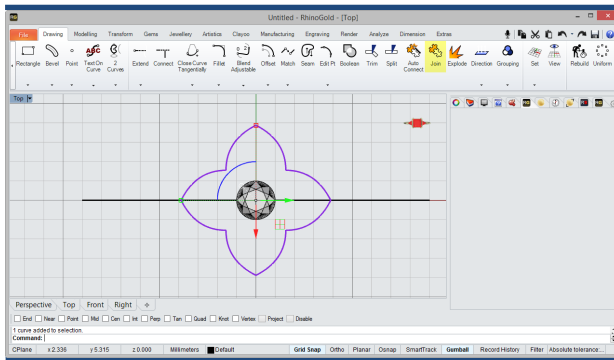 Untitled - RhinoGold - [Top]
File Drawing Modelling Transform Gems Jewellery Artistics Clayoo Manufacturing Engraving Render Analyze Dimension Extras
Rectangle Bevel Point Text On Curve 2 Curves Extend Connect Close Curve Tangentially Fillet Blend Adjustable Offset Match Seam Edit Pt Boolean Trim Split Auto Connect Join Explode Direction Grouping Set View Rebuild Uniform
Top
Perspective Top Front Right
End Near Point Mid Cen Int Perp Tan Quad Knot Vertex Project Disable
1 curve added to selection.
Command:
CPlane x 2.336 y 5.315 z 0.000 Millimeters Default Grid Snap Ortho Planar Osnap SmartTrack Gumball Record History Filter Absolute tolerance:...